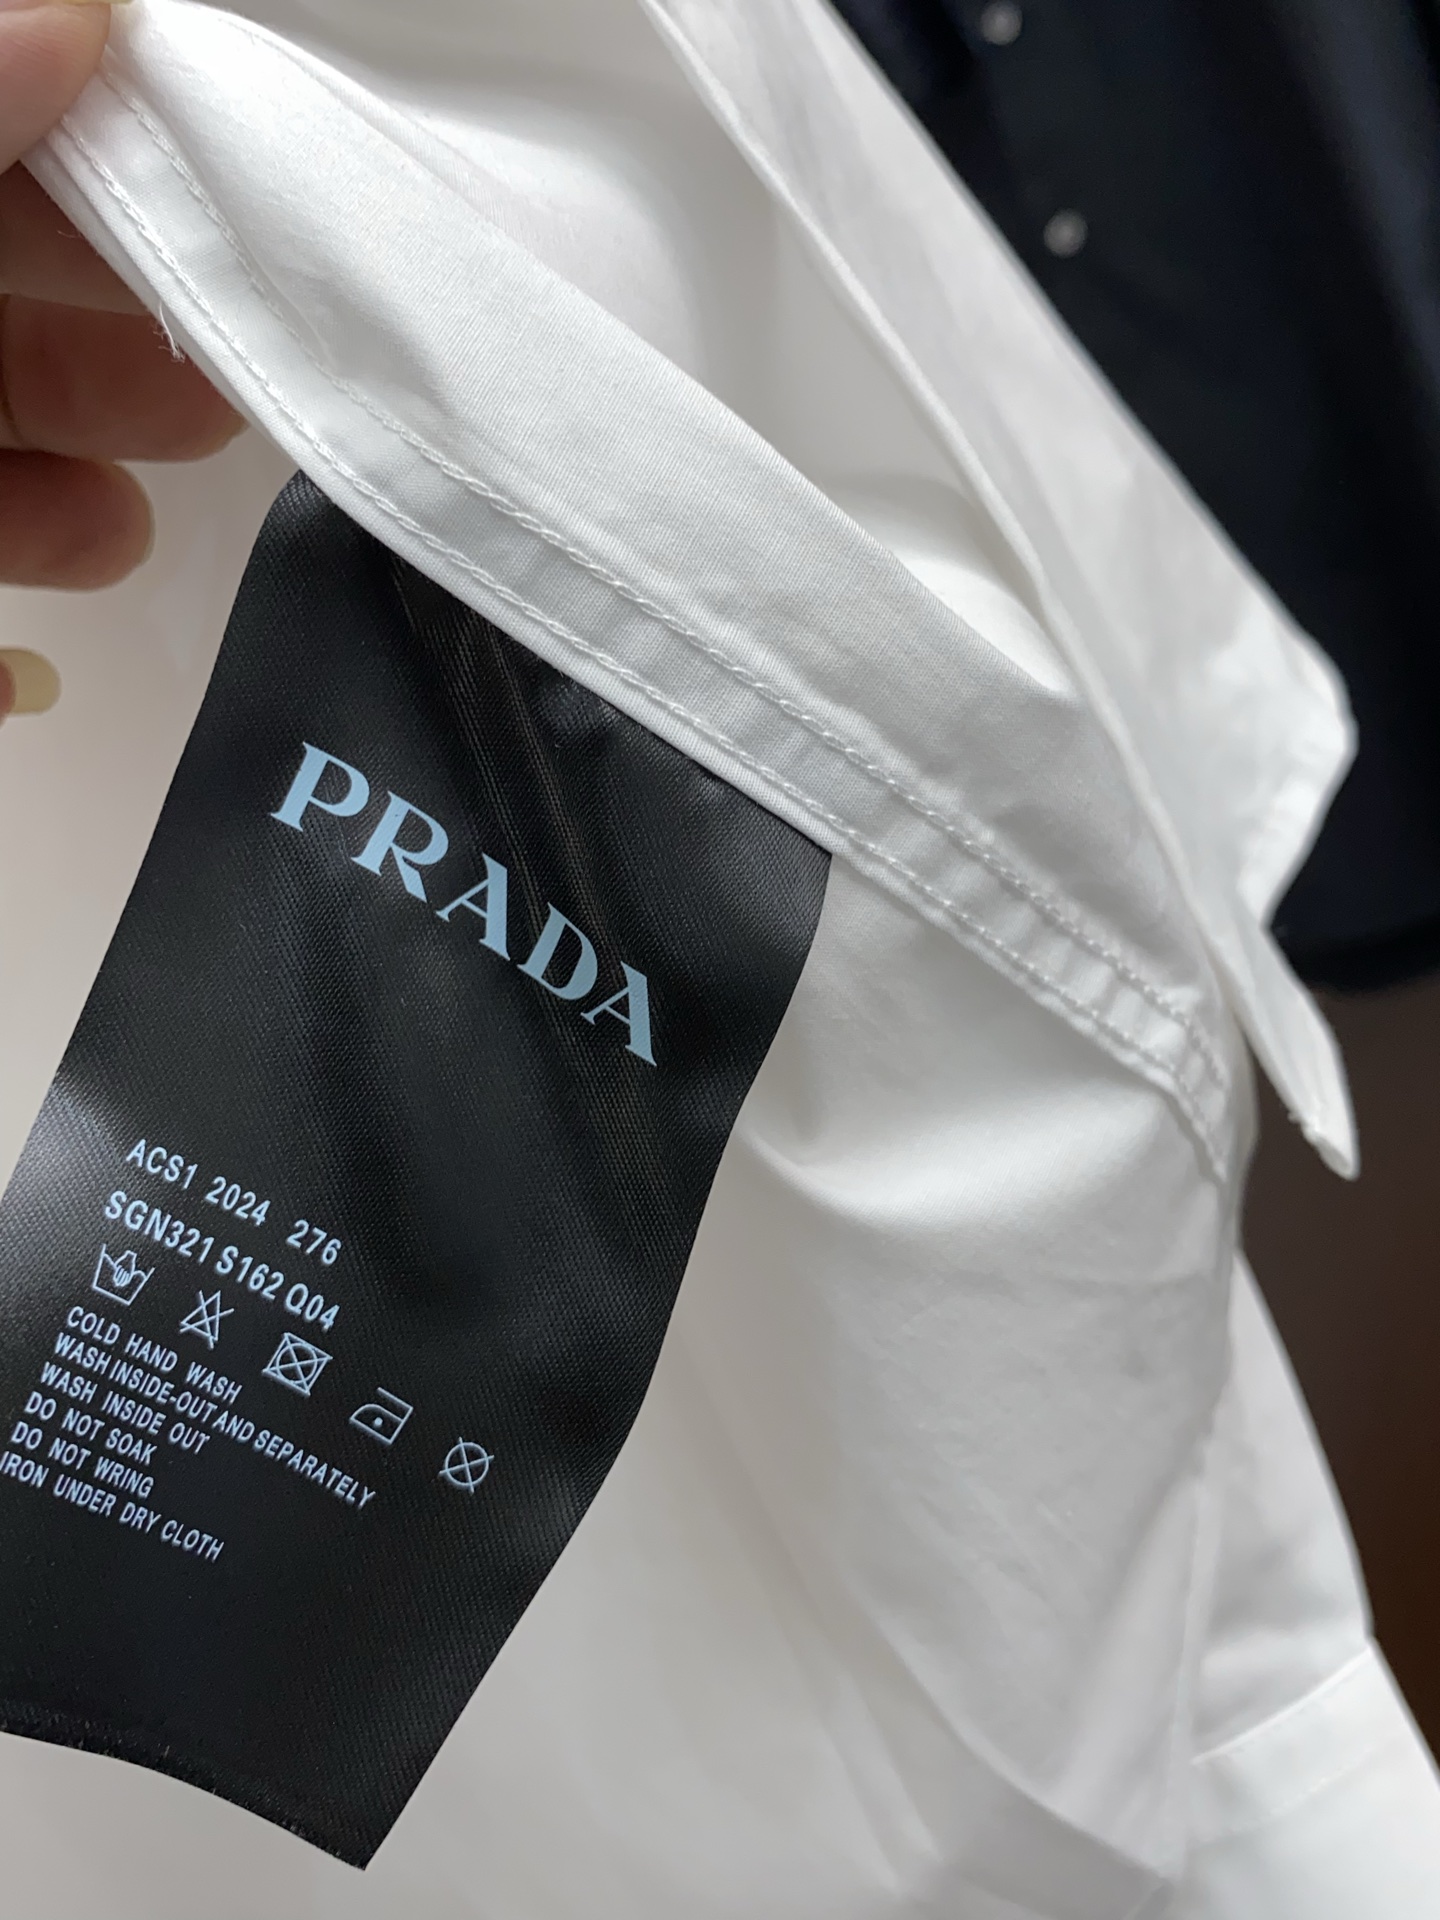 PRADA
ACS1 2024 276
SGN321 S162 Q04
COLD HAND WASH
WASH INSIDE-OUT AND SEPARATELY
WASH INSIDE OUT
DO NOT SOAK
DO NOT WRING
IRON UNDER DRY CLOTH